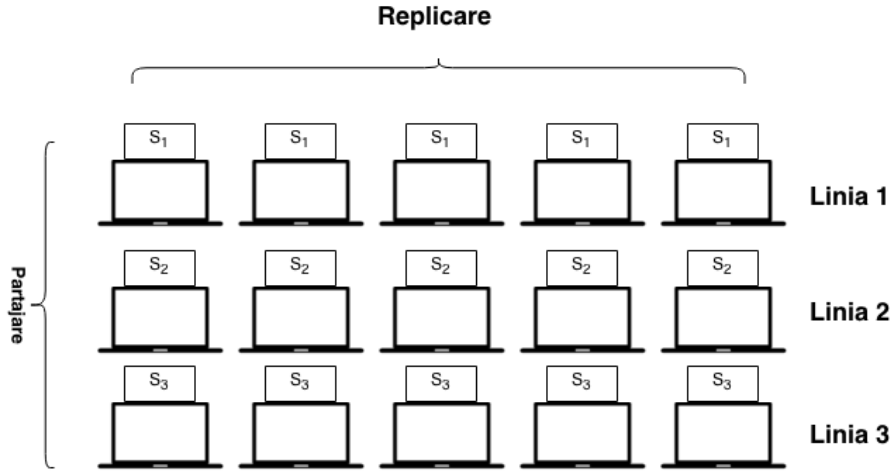 Replicare
S1 S1 S1 S1 S1
Linia 1
S2 S2 S2 S2 S2
Linia 2
Partajare
S3 S3 S3 S3 S3
Linia 3